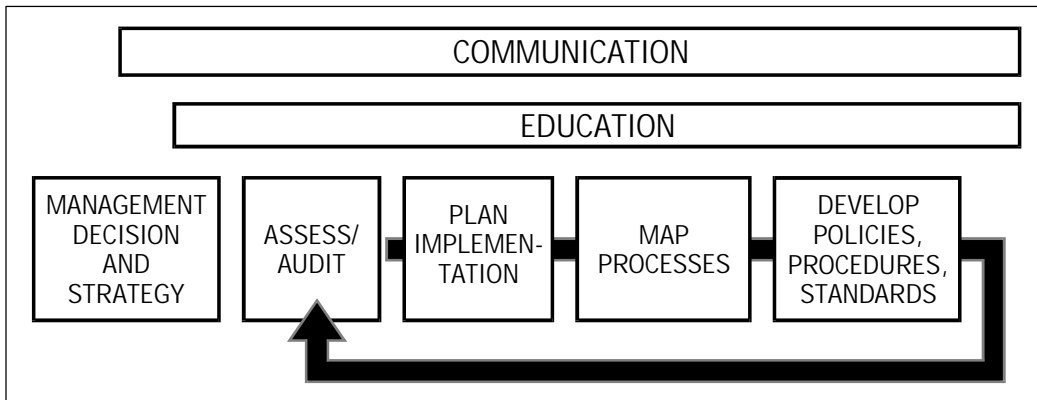 COMMUNICATION
EDUCATION
MANAGEMENT
DECISION
AND
STRATEGY
ASSESS/
AUDIT
PLAN
IMPLEMEN-
TATION
MAP
PROCESSES
DEVELOP
POLICIES,
PROCEDURES,
STANDARDS